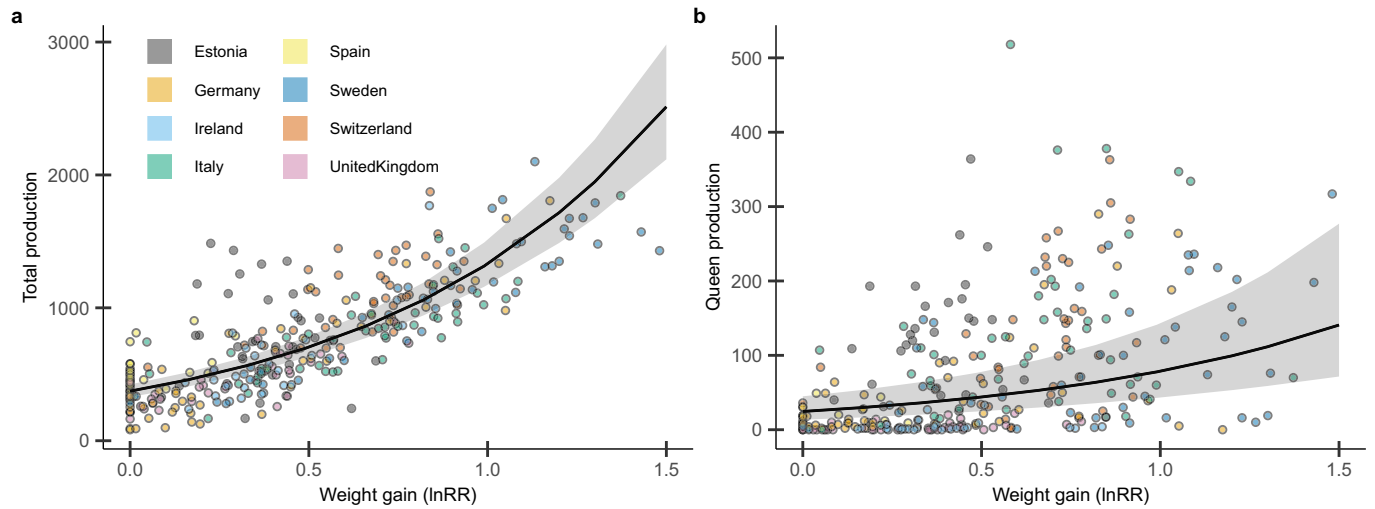 a
3000
2000
1000
0
0.0 0.5 1.0 1.5
Total production
Weight gain (lnRR)
Estonia
Germany
Ireland
Italy
Spain
Sweden
Switzerland
UnitedKingdom
b
500
400
300
200
100
0
0.0 0.5 1.0 1.5
Queen production
Weight gain (lnRR)